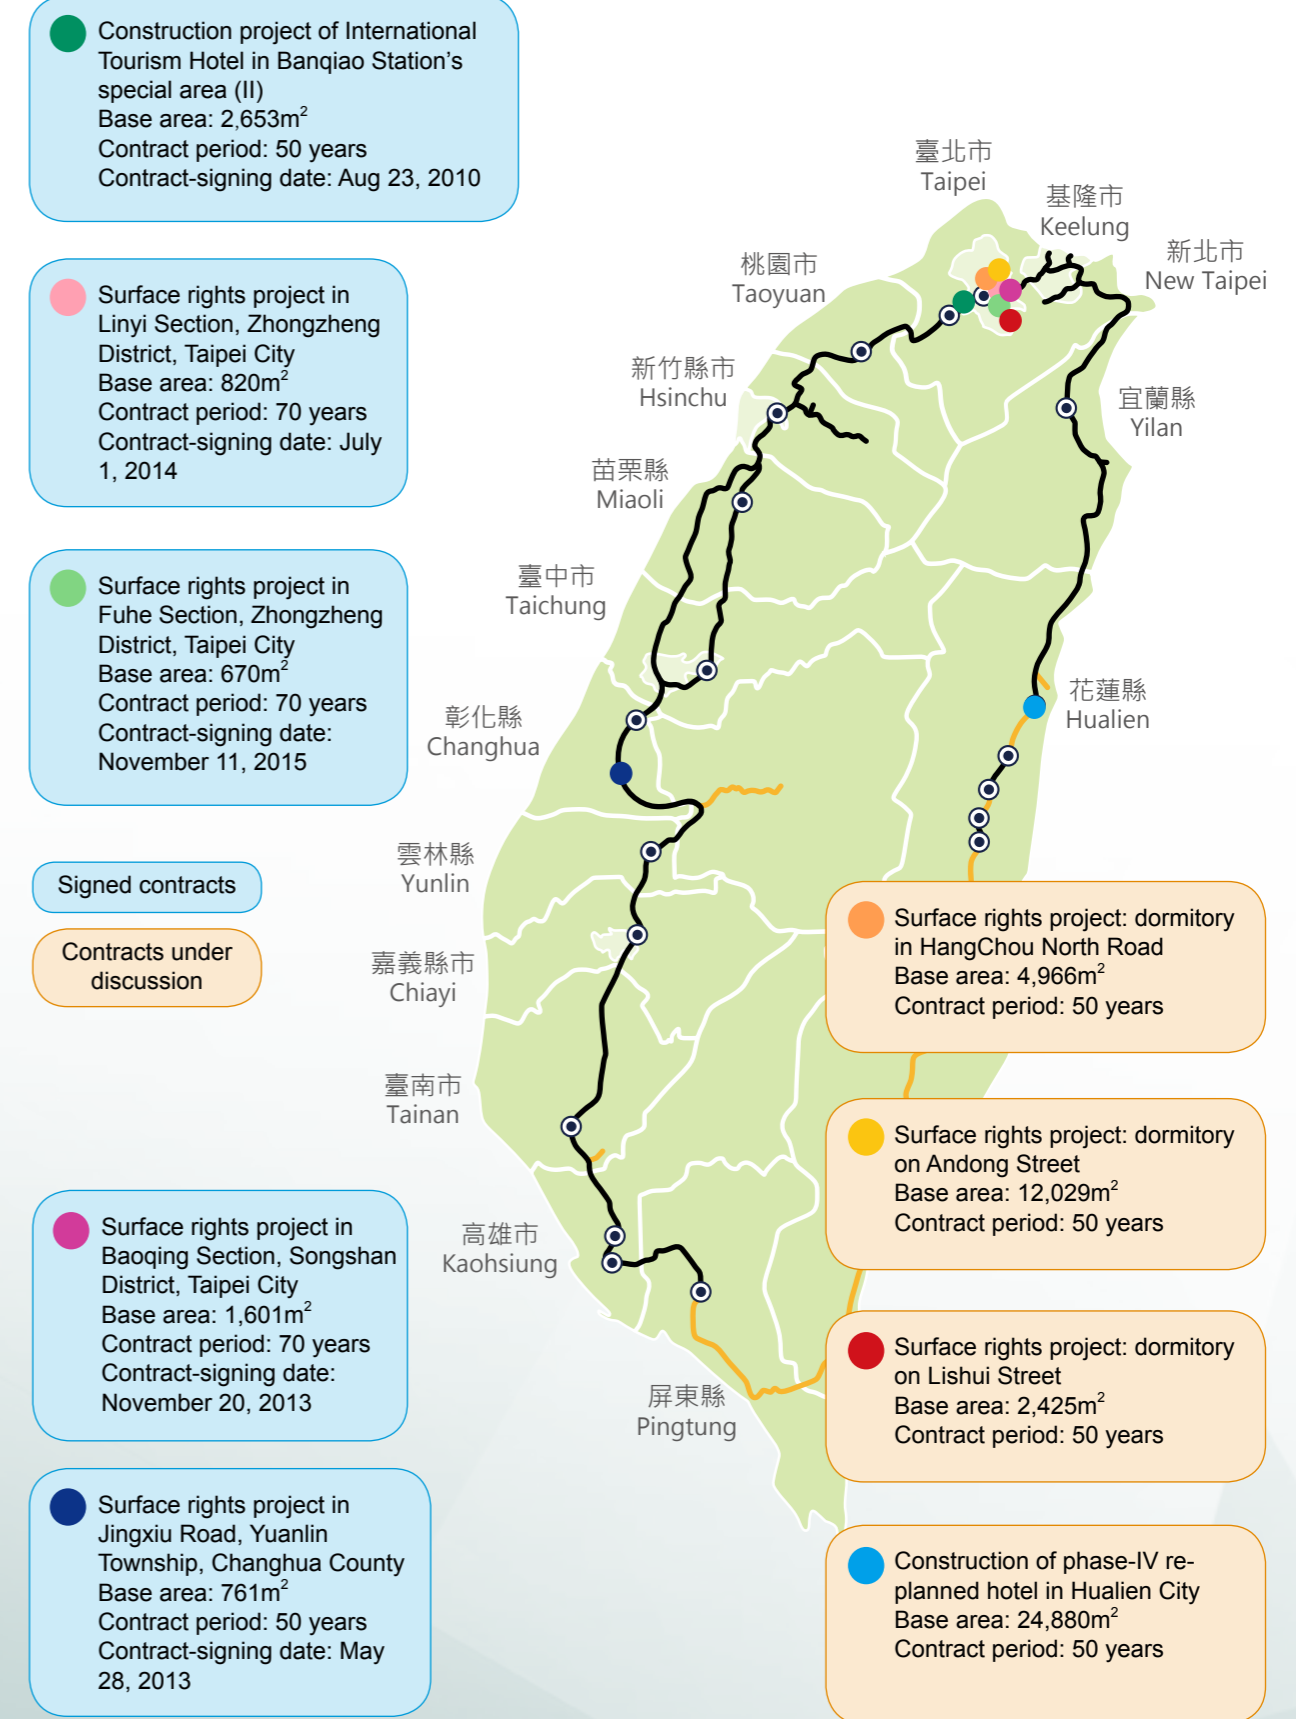 Construction project of International
Tourism Hotel in Banqiao Station's
special area (II)
Base area: 2,653m²
Contract period: 50 years
Contract-signing date: Aug 23, 2010
Surface rights project in
Linyi Section, Zhongzheng
District, Taipei City
Base area: 820m²
Contract period: 70 years
Contract-signing date: July
1, 2014
Surface rights project in
Fuhe Section, Zhongzheng
District, Taipei City
Base area: 670m²
Contract period: 70 years
Contract-signing date:
November 11, 2015
Signed contracts
Contracts under
discussion
Surface rights project in
Baoqing Section, Songshan
District, Taipei City
Base area: 1,601m²
Contract period: 70 years
Contract-signing date:
November 20, 2013
Surface rights project in
Jingxiu Road, Yuanlin
Township, Changhua County
Base area: 761m²
Contract period: 50 years
Contract-signing date: May
28, 2013
臺北市
Taipei
基隆市
Keelung
新北市
New Taipei
桃園市
Taoyuan
新竹縣市
Hsinchu
宜蘭縣
Yilan
苗栗縣
Miaoli
臺中市
Taichung
花蓮縣
Hualien
彰化縣
Changhua
雲林縣
Yunlin
嘉義縣市
Chiayi
臺南市
Tainan
高雄市
Kaohsiung
屏東縣
Pingtung
Surface rights project: dormitory
in HangChou North Road
Base area: 4,966m²
Contract period: 50 years
Surface rights project: dormitory
on Andong Street
Base area: 12,029m²
Contract period: 50 years
Surface rights project: dormitory
on Lishui Street
Base area: 2,425m²
Contract period: 50 years
Construction of phase-IV re-
planned hotel in Hualien City
Base area: 24,880m²
Contract period: 50 years